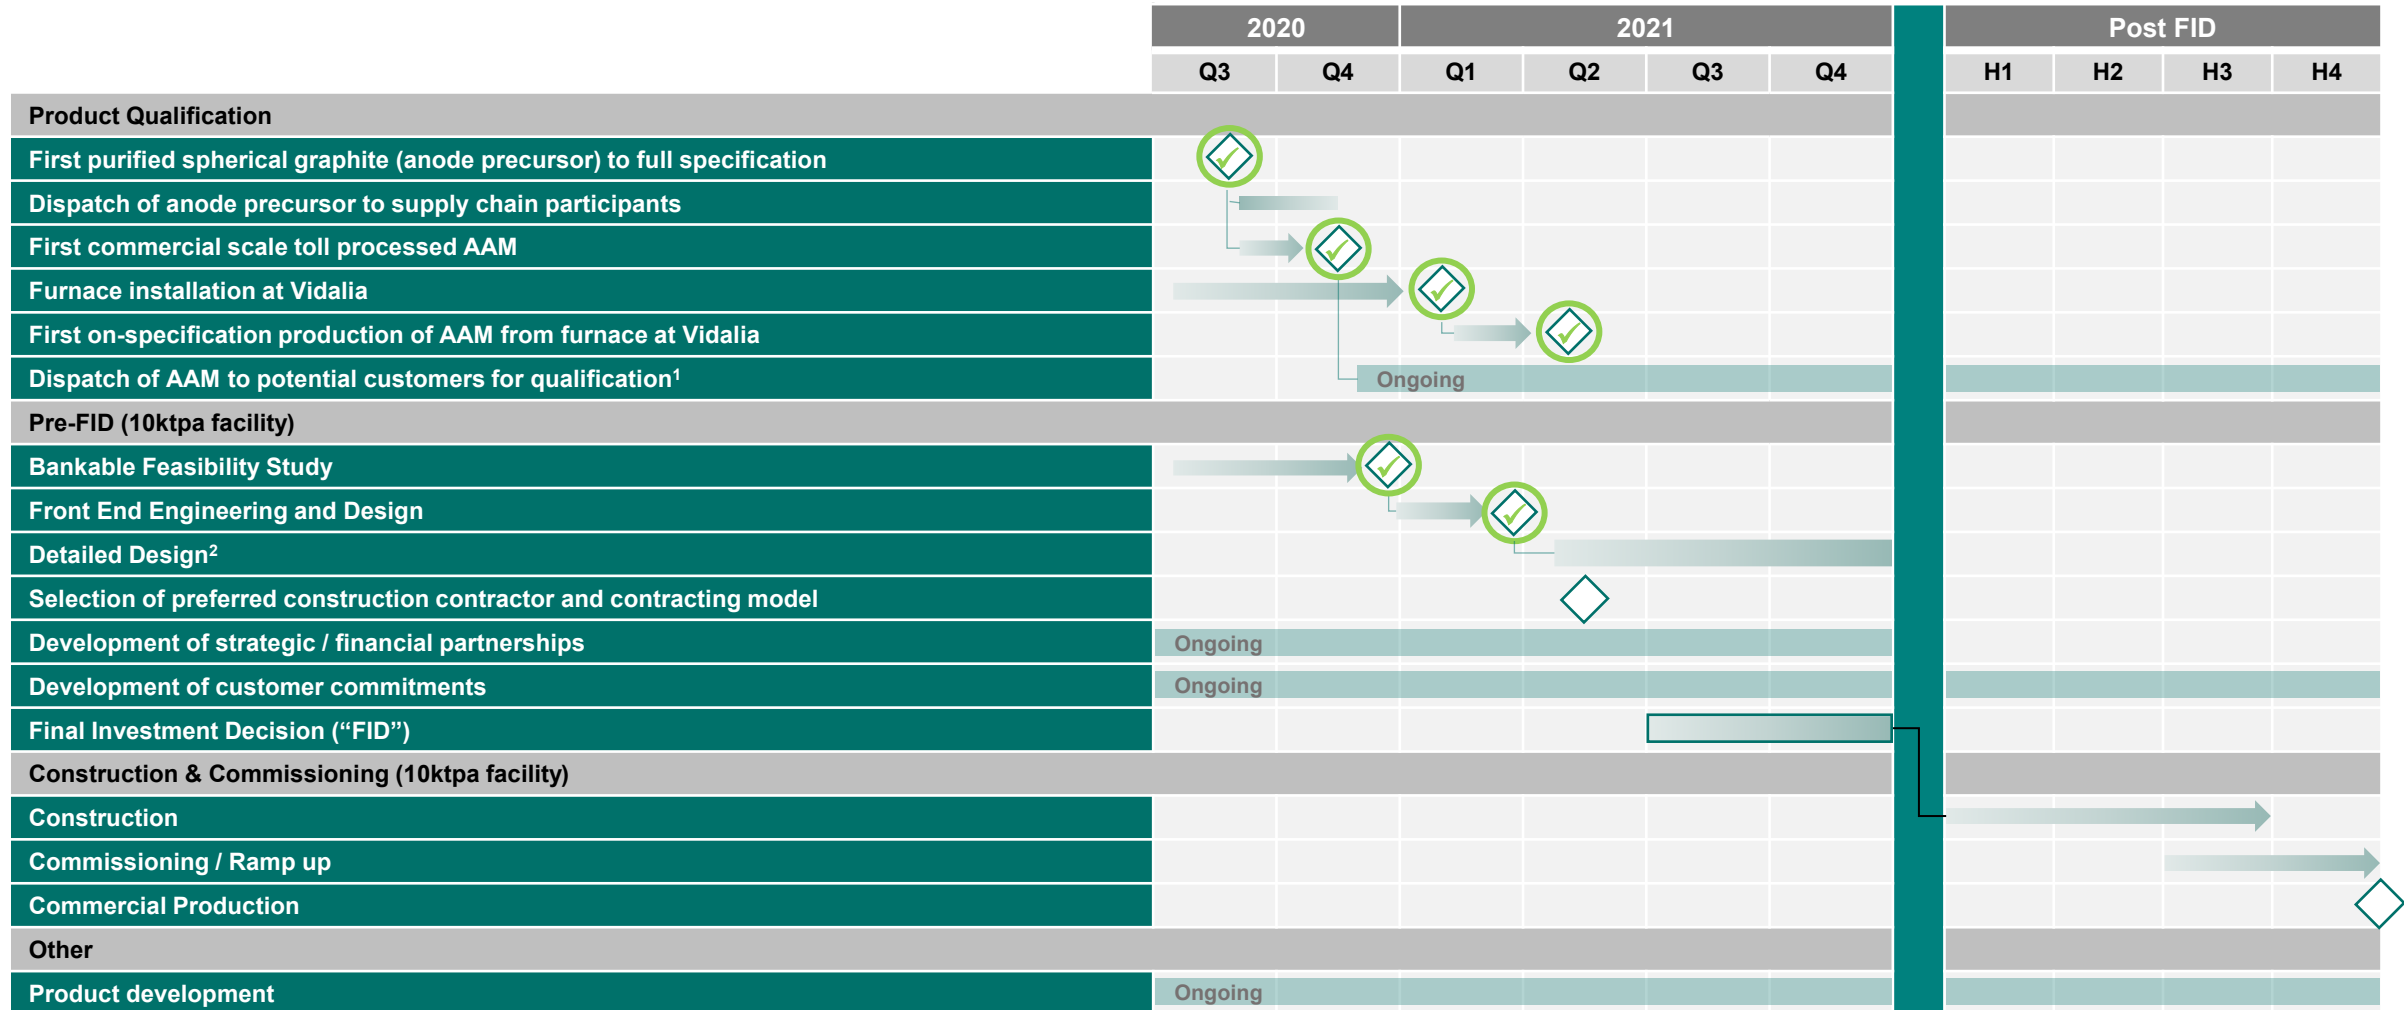 2020 2021 Post FID
Q3 Q4 Q1 Q2 Q3 Q4 H1 H2 H3 H4
Product Qualification
First purified spherical graphite (anode precursor) to full specification
Dispatch of anode precursor to supply chain participants
First commercial scale toll processed AAM
Furnace installation at Vidalia
First on-specification production of AAM from furnace at Vidalia
Dispatch of AAM to potential customers for qualification¹ Ongoing
Pre-FID (10ktpa facility)
Bankable Feasibility Study
Front End Engineering and Design
Detailed Design²
Selection of preferred construction contractor and contracting model
Development of strategic / financial partnerships Ongoing
Development of customer commitments Ongoing
Final Investment Decision (“FID”)
Construction & Commissioning (10ktpa facility)
Construction
Commissioning / Ramp up
Commercial Production
Other
Product development Ongoing